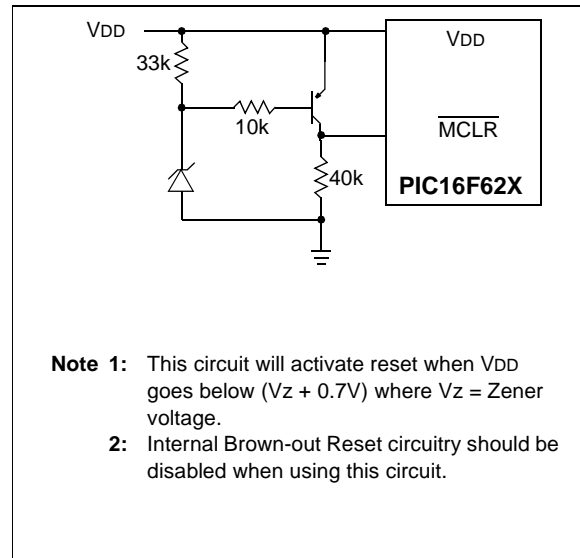 VDD
VDD
33k
10k
MCLR
40k
PIC16F62X
Note 1: This circuit will activate reset when VDD
goes below (Vz + 0.7V) where Vz = Zener
voltage.
2: Internal Brown-out Reset circuitry should be
disabled when using this circuit.